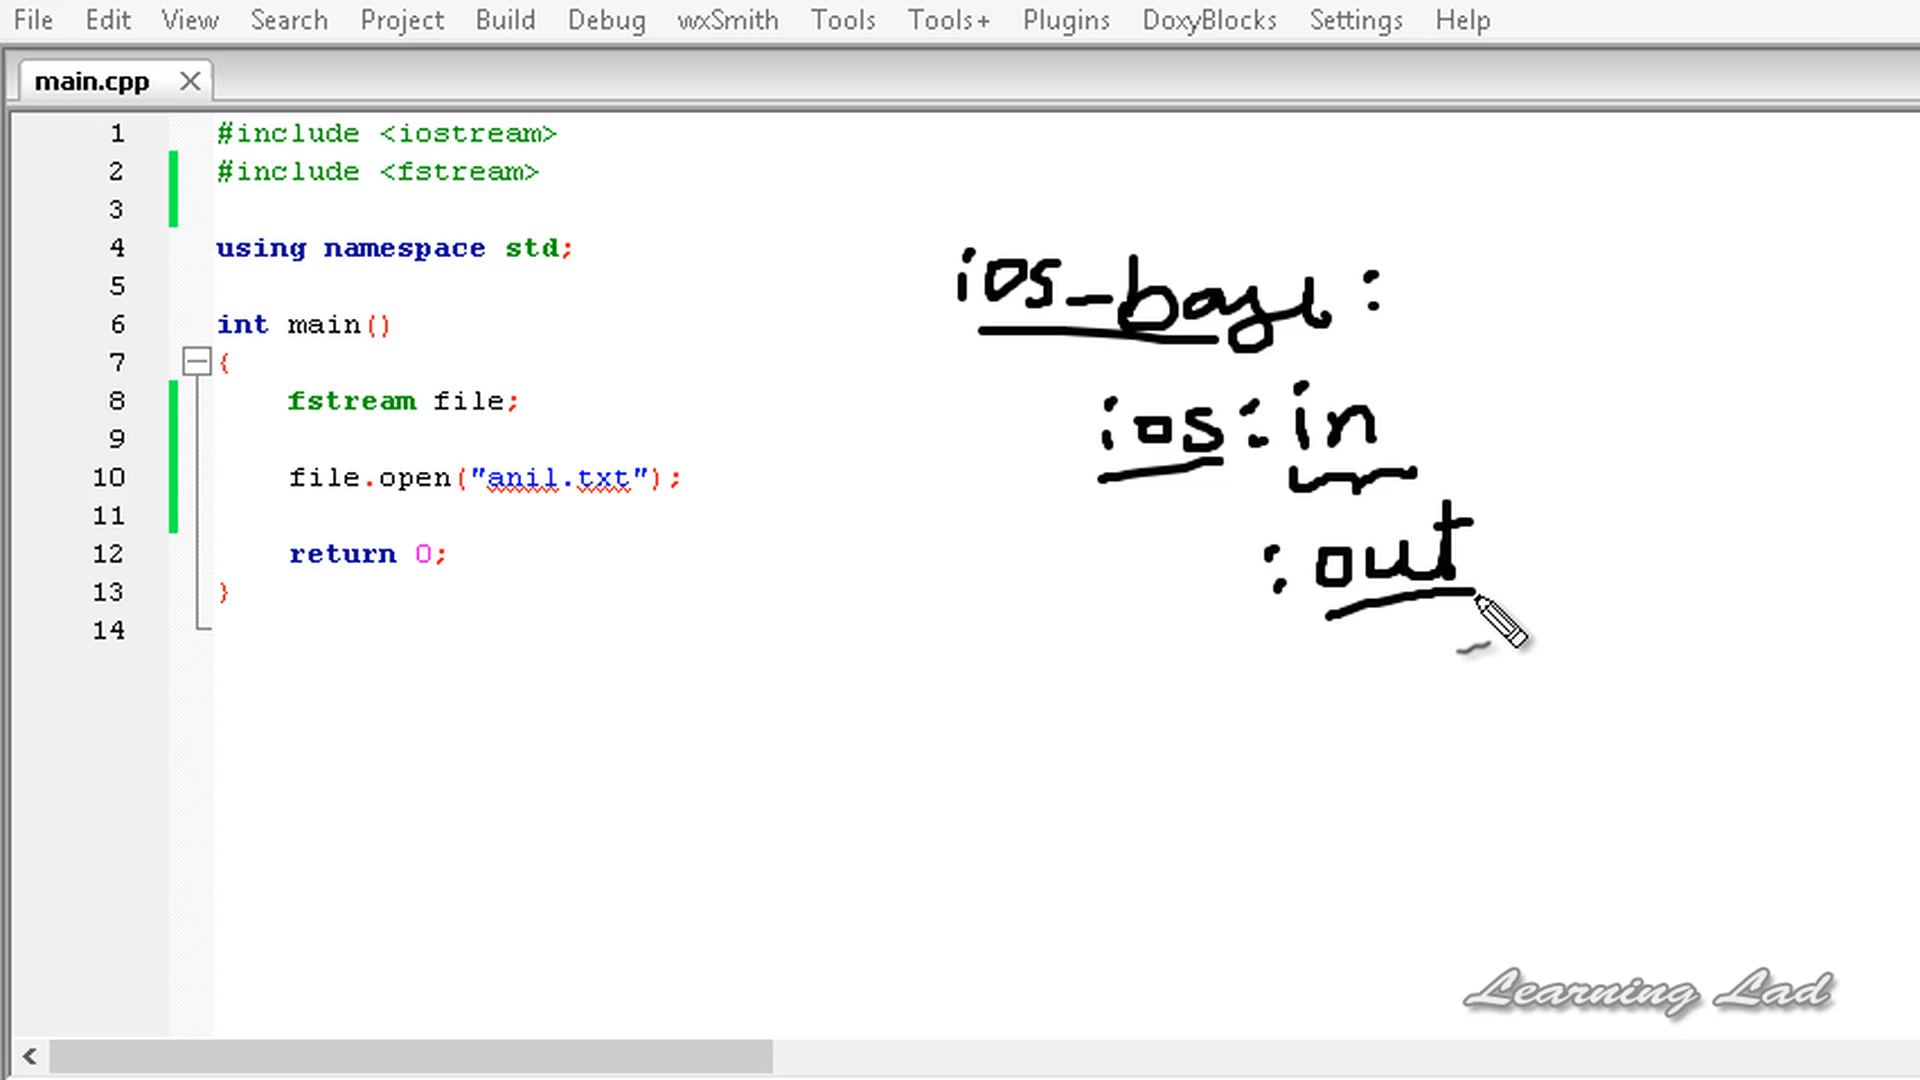 File Edit View Search Project Build Debug wxSmith Tools Tools+ Plugins DoxyBlocks Settings Help
main.cpp
1 #include <iostream>
2 #include <fstream>
3
4 using namespace std;
5
6 int main()
7 {
8 fstream file;
9
10 file.open("anil.txt");
11
12 return 0;
13 }
14
ios_base:
ios:in
:out
Learning Lad